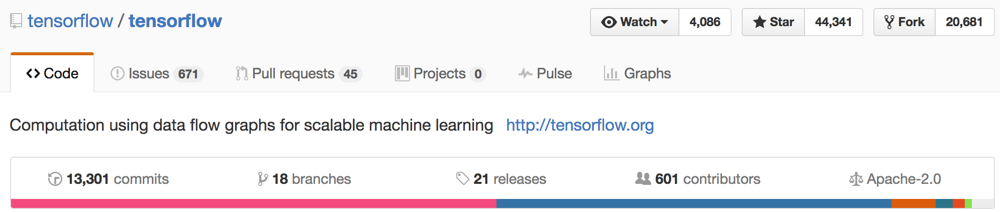 tensorflow / tensorflow Watch 4,086 Star 44,341 Fork 20,681
Code Issues 671 Pull requests 45 Projects 0 Pulse Graphs
Computation using data flow graphs for scalable machine learning http://tensorflow.org
13,301 commits 18 branches 21 releases 601 contributors Apache-2.0